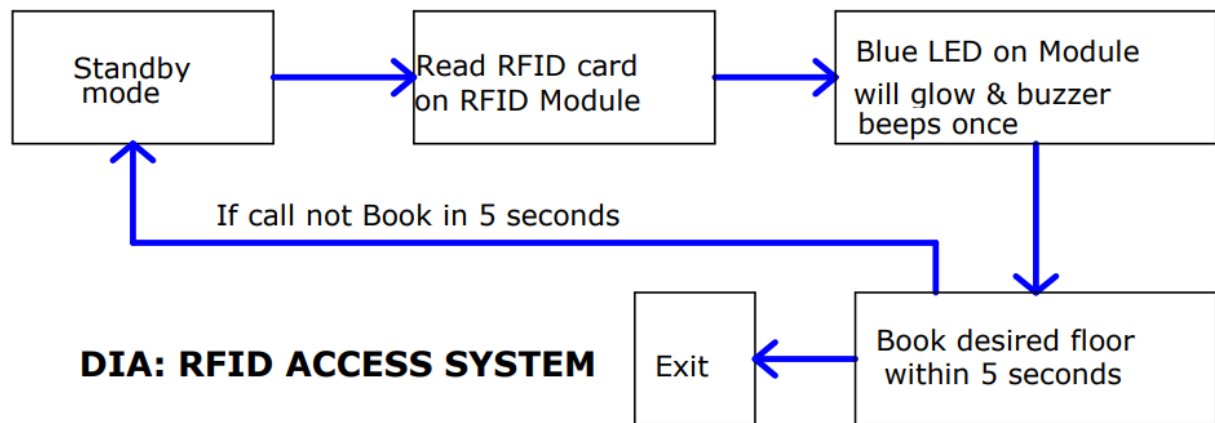 Standby
mode
Read RFID card
on RFID Module
Blue LED on Module
will glow & buzzer
beeps once
If call not Book in 5 seconds
DIA: RFID ACCESS SYSTEM
Exit
Book desired floor
within 5 seconds